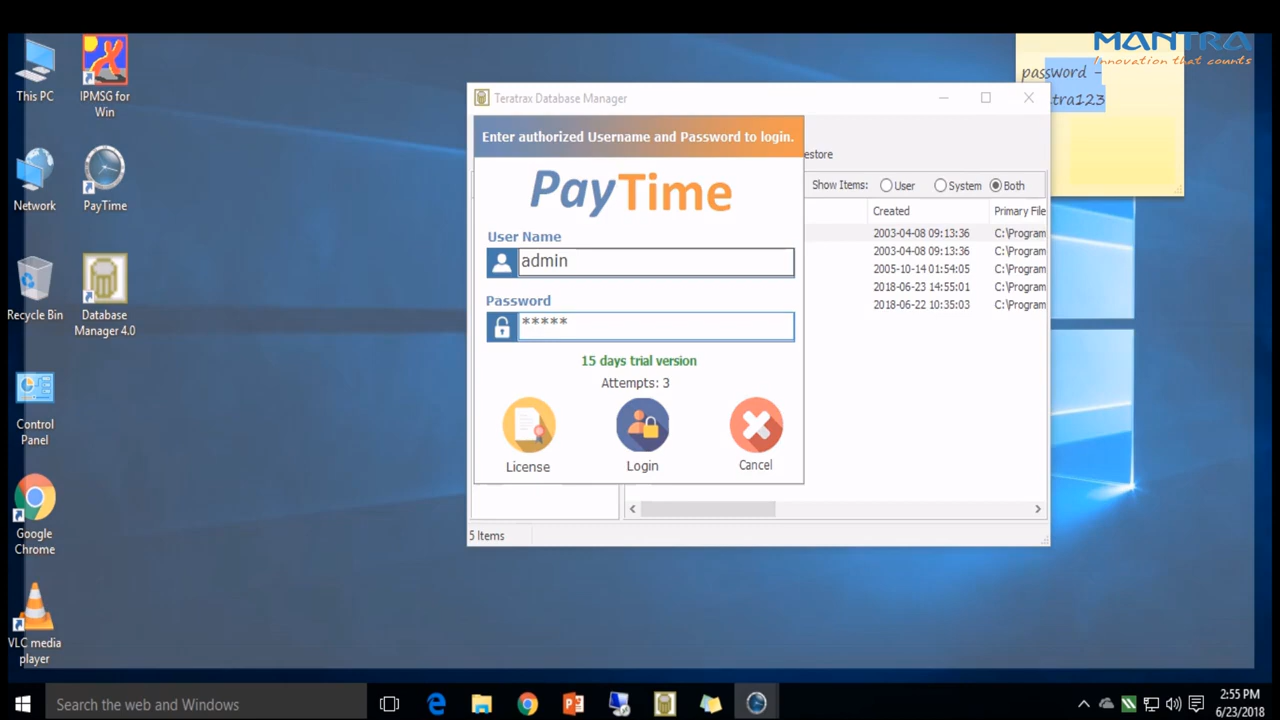 MANTRA
Innovation that counts
password -
tra123
This PC
IPMSG for
Win
Network
PayTime
Recycle Bin
Database
Manager 4.0
Control
Panel
Google
Chrome
VLC media
player
Teratrax Database Manager
Enter authorized Username and Password to login.
estore
PayTime
Show Items:
User
System
Both
Created
Primary File
2003-04-08 09:13:36
C:\Program
2003-04-08 09:13:36
C:\Program
2005-10-14 01:54:05
C:\Program
2018-06-23 14:55:01
C:\Program
2018-06-22 10:35:03
C:\Program
User Name
admin
Password
*****
15 days trial version
Attempts: 3
License
Login
Cancel
5 Items
Search the web and Windows
2:55 PM
6/23/2018